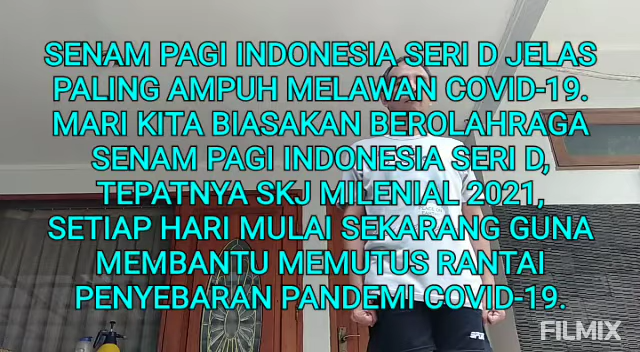 SENAM PAGI INDONESIA SERI D JELAS
PALING AMPUH MELAWAN COVID-19.
MARI KITA BIASAKAN BEROLAHRAGA
SENAM PAGI INDONESIA SERI D,
TEPATNYA SKJ MILENIAL 2021,
SETIAP HARI MULAI SEKARANG GUNA
MEMBANTU MEMUTUS RANTAI
PENYEBARAN PANDEMI COVID-19.
FILMIX